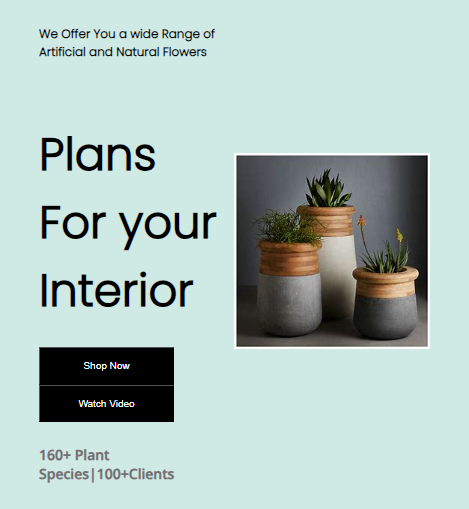 We Offer You a wide Range of
Artificial and Natural Flowers
Plans
For your
Interior
Shop Now
Watch Video
160+ Plant
Species|100+Clients